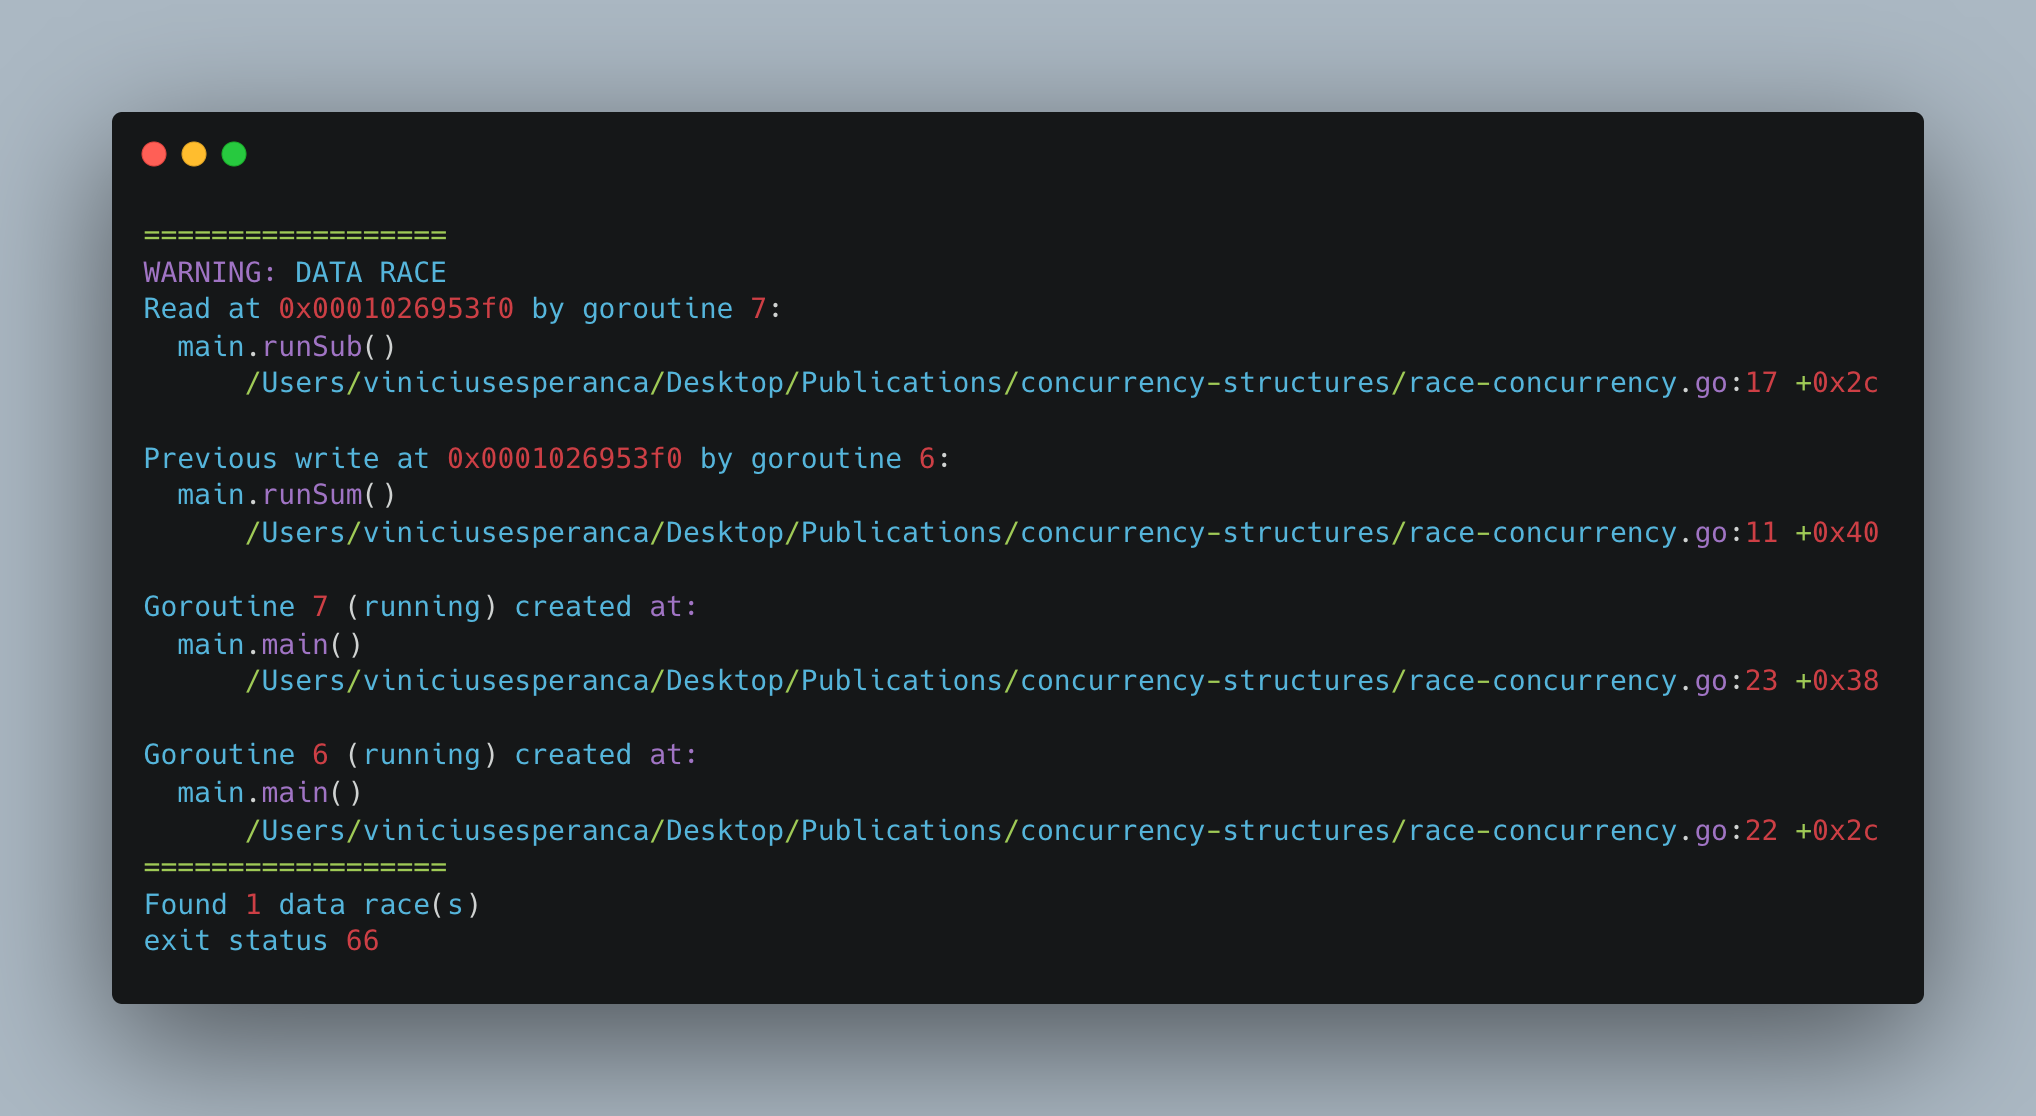 ==================
WARNING: DATA RACE
Read at 0x0001026953f0 by goroutine 7:
  main.runSub()
      /Users/viniciusesperanca/Desktop/Publications/concurrency-structures/race-concurrency.go:17 +0x2c

Previous write at 0x0001026953f0 by goroutine 6:
  main.runSum()
      /Users/viniciusesperanca/Desktop/Publications/concurrency-structures/race-concurrency.go:11 +0x40

Goroutine 7 (running) created at:
  main.main()
      /Users/viniciusesperanca/Desktop/Publications/concurrency-structures/race-concurrency.go:23 +0x38

Goroutine 6 (running) created at:
  main.main()
      /Users/viniciusesperanca/Desktop/Publications/concurrency-structures/race-concurrency.go:22 +0x2c
==================
Found 1 data race(s)
exit status 66